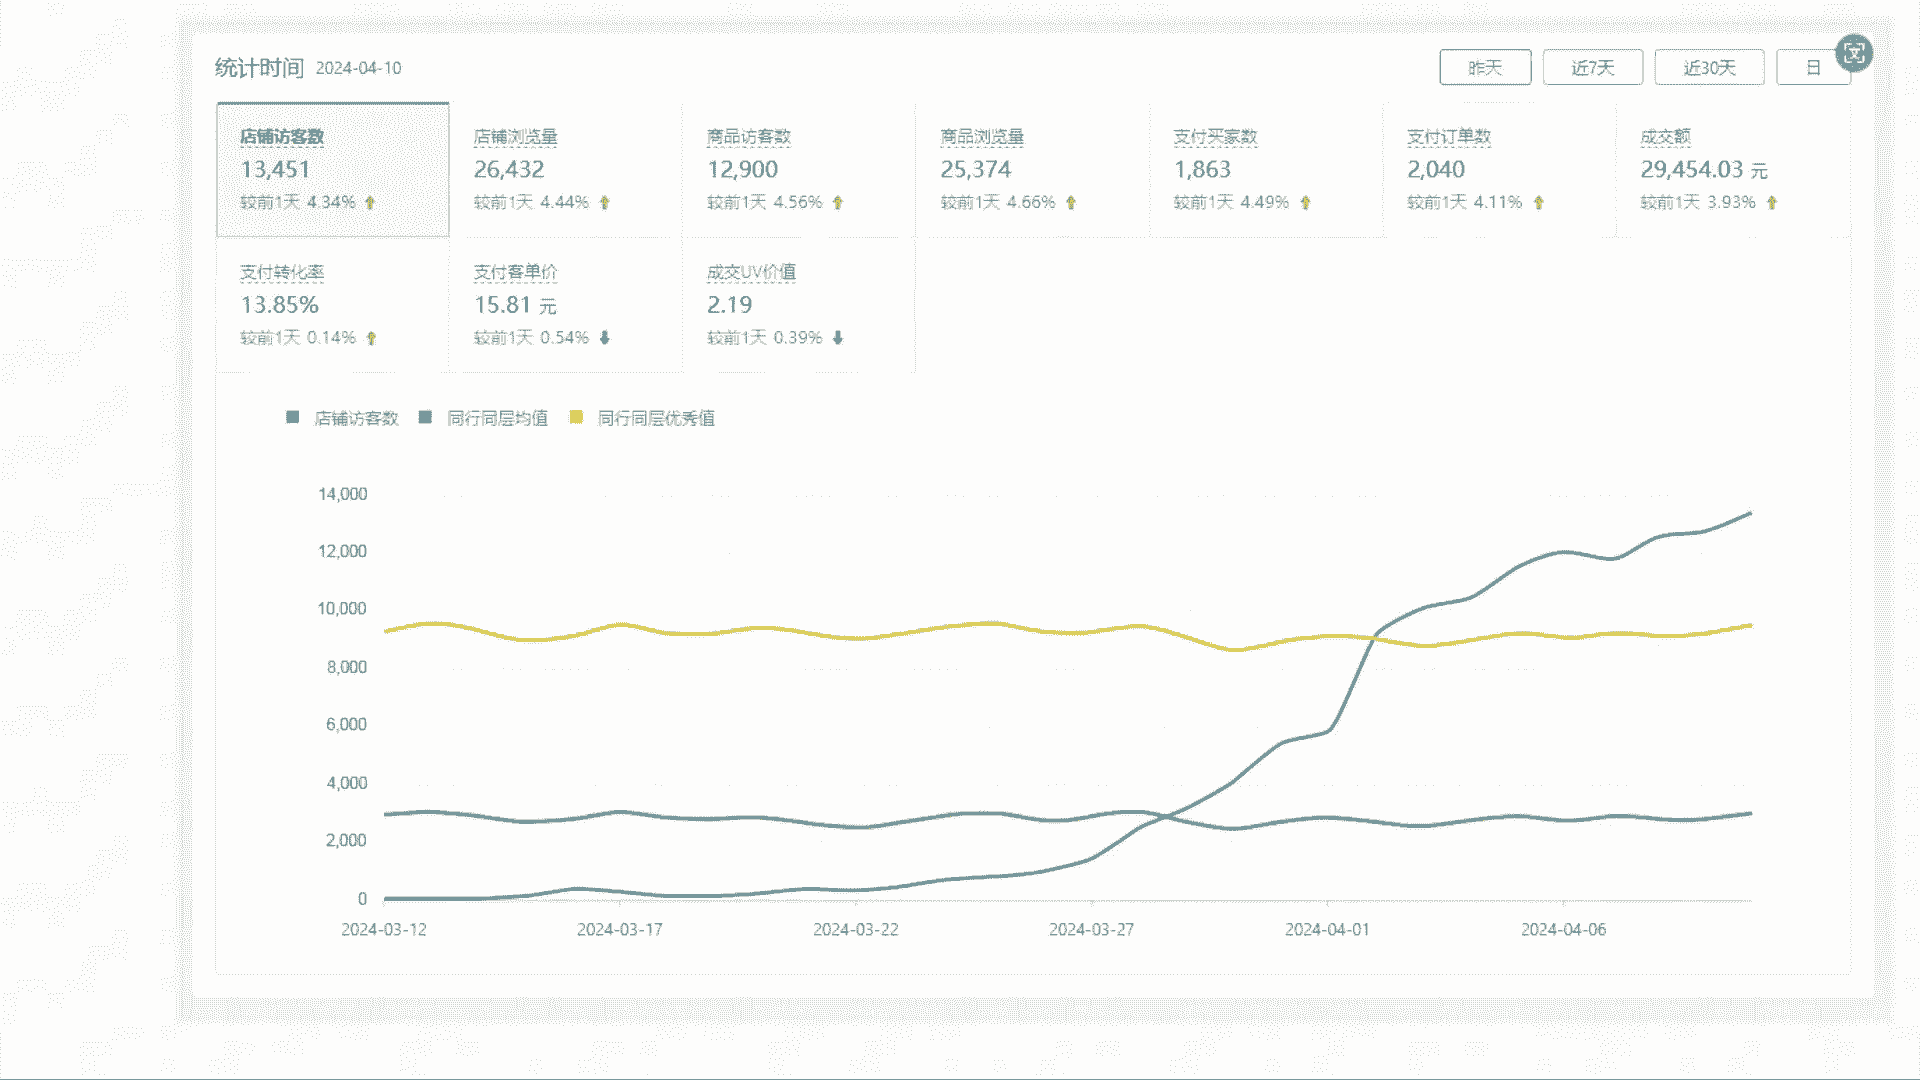 统计时间 2024-04-10 昨天 近7天 近30天 日
店铺访客数 店铺浏览量 商品访客数 商品浏览量 支付买家数 支付订单数 成交额
13,451 26,432 12,900 25,374 1,863 2,040 29,454.03 元
较前1天 4.34% 较前1天 4.44% 较前1天 4.56% 较前1天 4.66% 较前1天 4.49% 较前1天 4.11% 较前1天 3.93%
支付转化率 支付客单价 成交UV价值
13.85% 15.81 元 2.19
较前1天 0.14% 较前1天 0.54% 较前1天 0.39%
店铺访客数 同行同层均值 同行同层优秀值
14,000
12,000
10,000
8,000
6,000
4,000
2,000
0
2024-03-12 2024-03-17 2024-03-22 2024-03-27 2024-04-01 2024-04-06